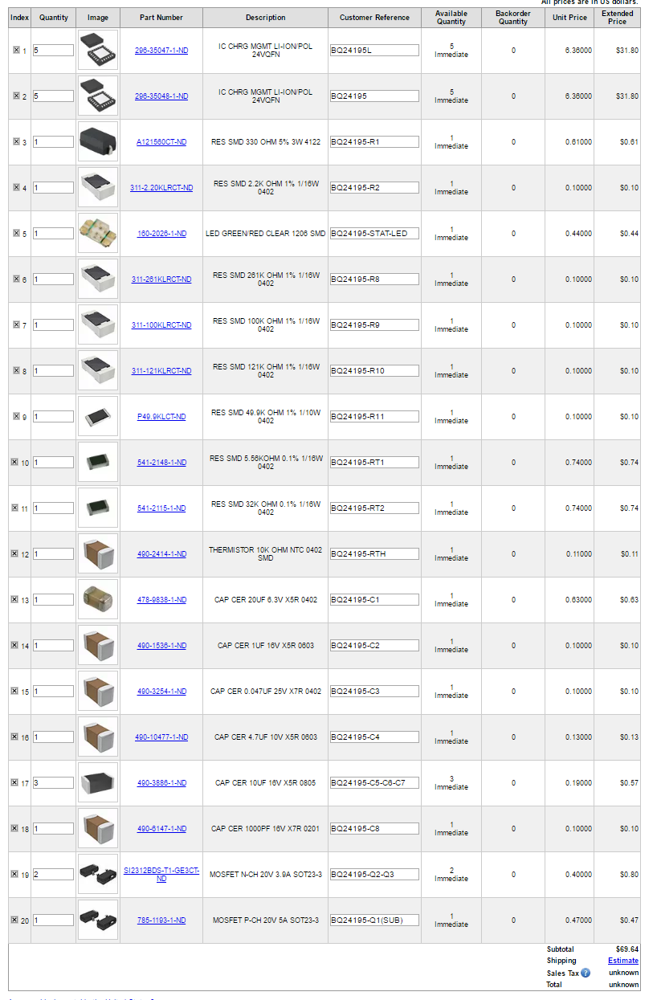 All prices are in US dollars.
Index Quantity Image Part Number Description Customer Reference Available Quantity Backorder Quantity Unit Price Extended Price
1 5 296-35047-1-ND IC CHRG MGMT LI-ION/POL 24VQFN BQ24195L 5 Immediate 0 6.36000 $31.80
2 5 296-35048-1-ND IC CHRG MGMT LI-ION/POL 24VQFN BQ24195 5 Immediate 0 6.36000 $31.80
3 1 A121560CT-ND RES SMD 330 OHM 5% 3W 4122 BQ24195-R1 1 Immediate 0 0.61000 $0.61
4 1 311-2.20KLRCT-ND RES SMD 2.2K OHM 1% 1/16W 0402 BQ24195-R2 1 Immediate 0 0.10000 $0.10
5 1 160-2026-1-ND LED GREEN/RED CLEAR 1206 SMD BQ24195-STAT-LED 1 Immediate 0 0.44000 $0.44
6 1 311-261KLRCT-ND RES SMD 261K OHM 1% 1/16W 0402 BQ24195-R8 1 Immediate 0 0.10000 $0.10
7 1 311-100KLRCT-ND RES SMD 100K OHM 1% 1/16W 0402 BQ24195-R9 1 Immediate 0 0.10000 $0.10
8 1 311-121KLRCT-ND RES SMD 121K OHM 1% 1/16W 0402 BQ24195-R10 1 Immediate 0 0.10000 $0.10
9 1 P49.9KLCT-ND RES SMD 49.9K OHM 1% 1/10W 0402 BQ24195-R11 1 Immediate 0 0.10000 $0.10
10 1 541-2148-1-ND RES SMD 5.56KOHM 0.1% 1/16W 0402 BQ24195-RT1 1 Immediate 0 0.74000 $0.74
11 1 541-2115-1-ND RES SMD 32K OHM 0.1% 1/16W 0402 BQ24195-RT2 1 Immediate 0 0.74000 $0.74
12 1 490-2414-1-ND THERMISTOR 10K OHM NTC 0402 SMD BQ24195-RTH 1 Immediate 0 0.11000 $0.11
13 1 478-9838-1-ND CAP CER 20UF 6.3V X5R 0402 BQ24195-C1 1 Immediate 0 0.63000 $0.63
14 1 490-1536-1-ND CAP CER 1UF 16V X5R 0603 BQ24195-C2 1 Immediate 0 0.10000 $0.10
15 1 490-3254-1-ND CAP CER 0.047UF 25V X7R 0402 BQ24195-C3 1 Immediate 0 0.10000 $0.10
16 1 490-10477-1-ND CAP CER 4.7UF 10V X5R 0603 BQ24195-C4 1 Immediate 0 0.13000 $0.13
17 3 490-3886-1-ND CAP CER 10UF 16V X5R 0805 BQ24195-C5-C6-C7 3 Immediate 0 0.19000 $0.57
18 1 490-6147-1-ND CAP CER 1000PF 16V X7R 0201 BQ24195-C8 1 Immediate 0 0.10000 $0.10
19 2 SI2312BDS-T1-GE3CT-ND MOSFET N-CH 20V 3.9A SOT23-3 BQ24195-Q2-Q3 2 Immediate 0 0.40000 $0.80
20 1 785-1193-1-ND MOSFET P-CH 20V 5A SOT23-3 BQ24195-Q1(SUB) 1 Immediate 0 0.47000 $0.47
Subtotal $69.64
Shipping Estimate
Sales Tax ? unknown
Total unknown